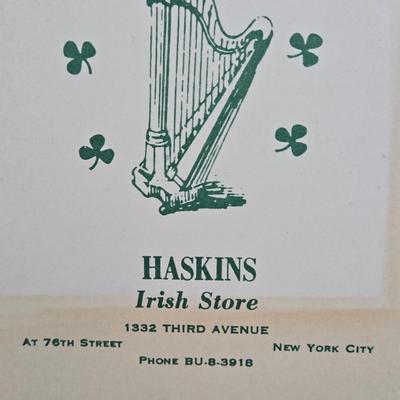 HASKINS
Irish Store
1332 THIRD AVENUE
AT 76TH STREET NEW YORK CITY
PHONE BU-8-3918